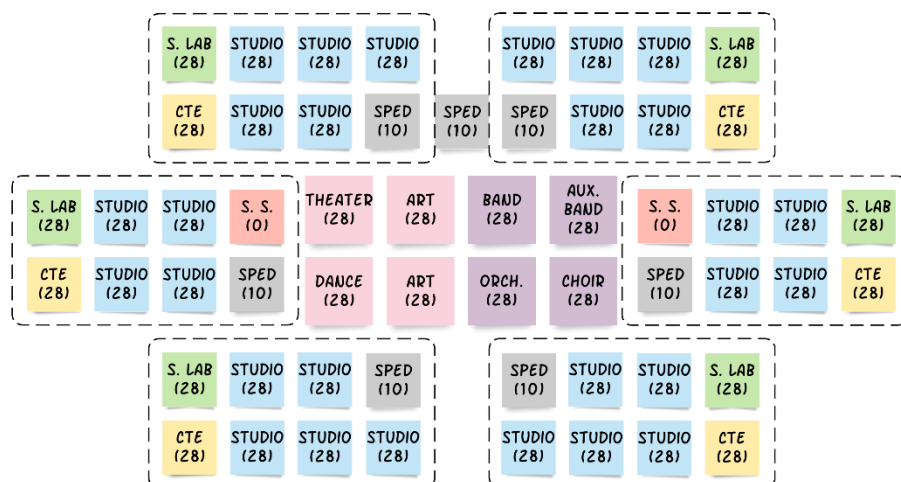 S. LAB STUDIO STUDIO STUDIO STUDIO STUDIO STUDIO S. LAB
(28) (28) (28) (28) (28) (28) (28) (28)
CTE STUDIO STUDIO SPED SPED SPED STUDIO STUDIO CTE
(28) (28) (28) (10) (10) (10) (28) (28) (28)
S. LAB STUDIO STUDIO S. S. THEATER ART BAND AUX. BAND S. S. STUDIO STUDIO S. LAB
(28) (28) (28) (0) (28) (28) (28) (28) (0) (28) (28) (28)
CTE STUDIO STUDIO SPED DANCE ART ORCH. CHOIR SPED STUDIO STUDIO CTE
(28) (28) (28) (10) (28) (28) (28) (28) (10) (28) (28) (28)
S. LAB STUDIO STUDIO SPED SPED STUDIO STUDIO S. LAB
(28) (28) (28) (10) (10) (28) (28) (28)
CTE STUDIO STUDIO STUDIO STUDIO STUDIO STUDIO CTE
(28) (28) (28) (28) (28) (28) (28) (28)